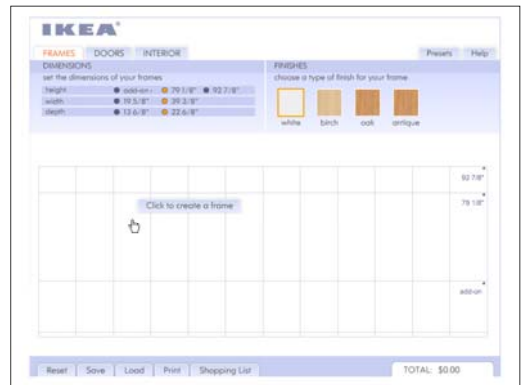 IKEA
FRAMES DOORS INTERIOR Presets Help
DIMENSIONS
set the dimensions of your frames
height add-on 79 1/8" 92 7/8"
width 19 5/8" 39 3/8"
depth 13 6/8" 22 6/8"
FINISHES
choose a type of finish for your frame
white birch oak antique
92 7/8"
79 1/8"
Click to create a frame
add-on
Reset Save Load Print Shopping List TOTAL: $0.00